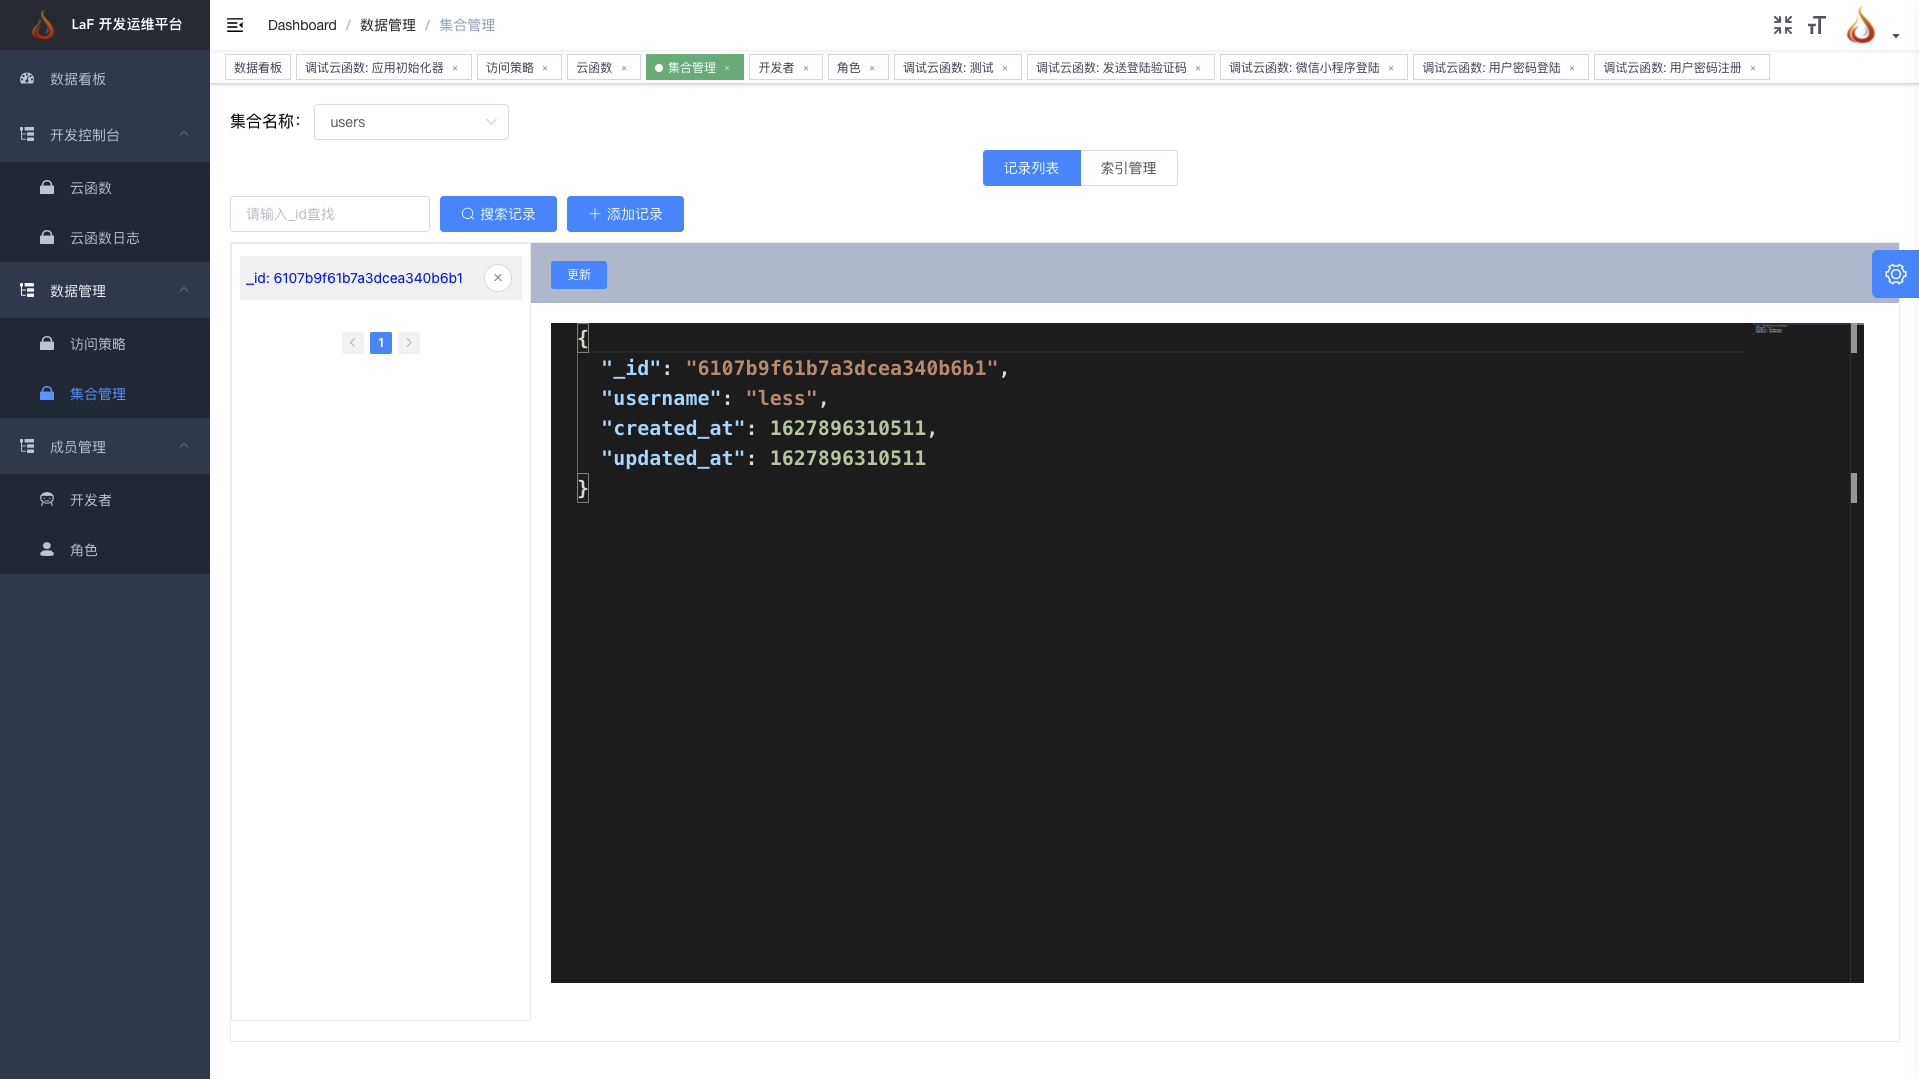 LaF 开发运维平台
Dashboard / 数据管理 / 集合管理
数据看板
调试云函数: 应用初始化器 ×
访问策略 ×
云函数 ×
集合管理 ×
开发者 ×
角色 ×
调试云函数: 测试 ×
调试云函数: 发送登陆验证码 ×
调试云函数: 微信小程序登陆 ×
调试云函数: 用户密码登陆 ×
调试云函数: 用户密码注册 ×
数据看板
开发控制台
云函数
云函数日志
数据管理
访问策略
集合管理
成员管理
开发者
角色
集合名称： users
记录列表 索引管理
请输入_id查找 搜索记录 添加记录
_id: 6107b9f61b7a3dcea340b6b1
1
更新
{
"_id": "6107b9f61b7a3dcea340b6b1",
"username": "less",
"created_at": 1627896310511,
"updated_at": 1627896310511
}